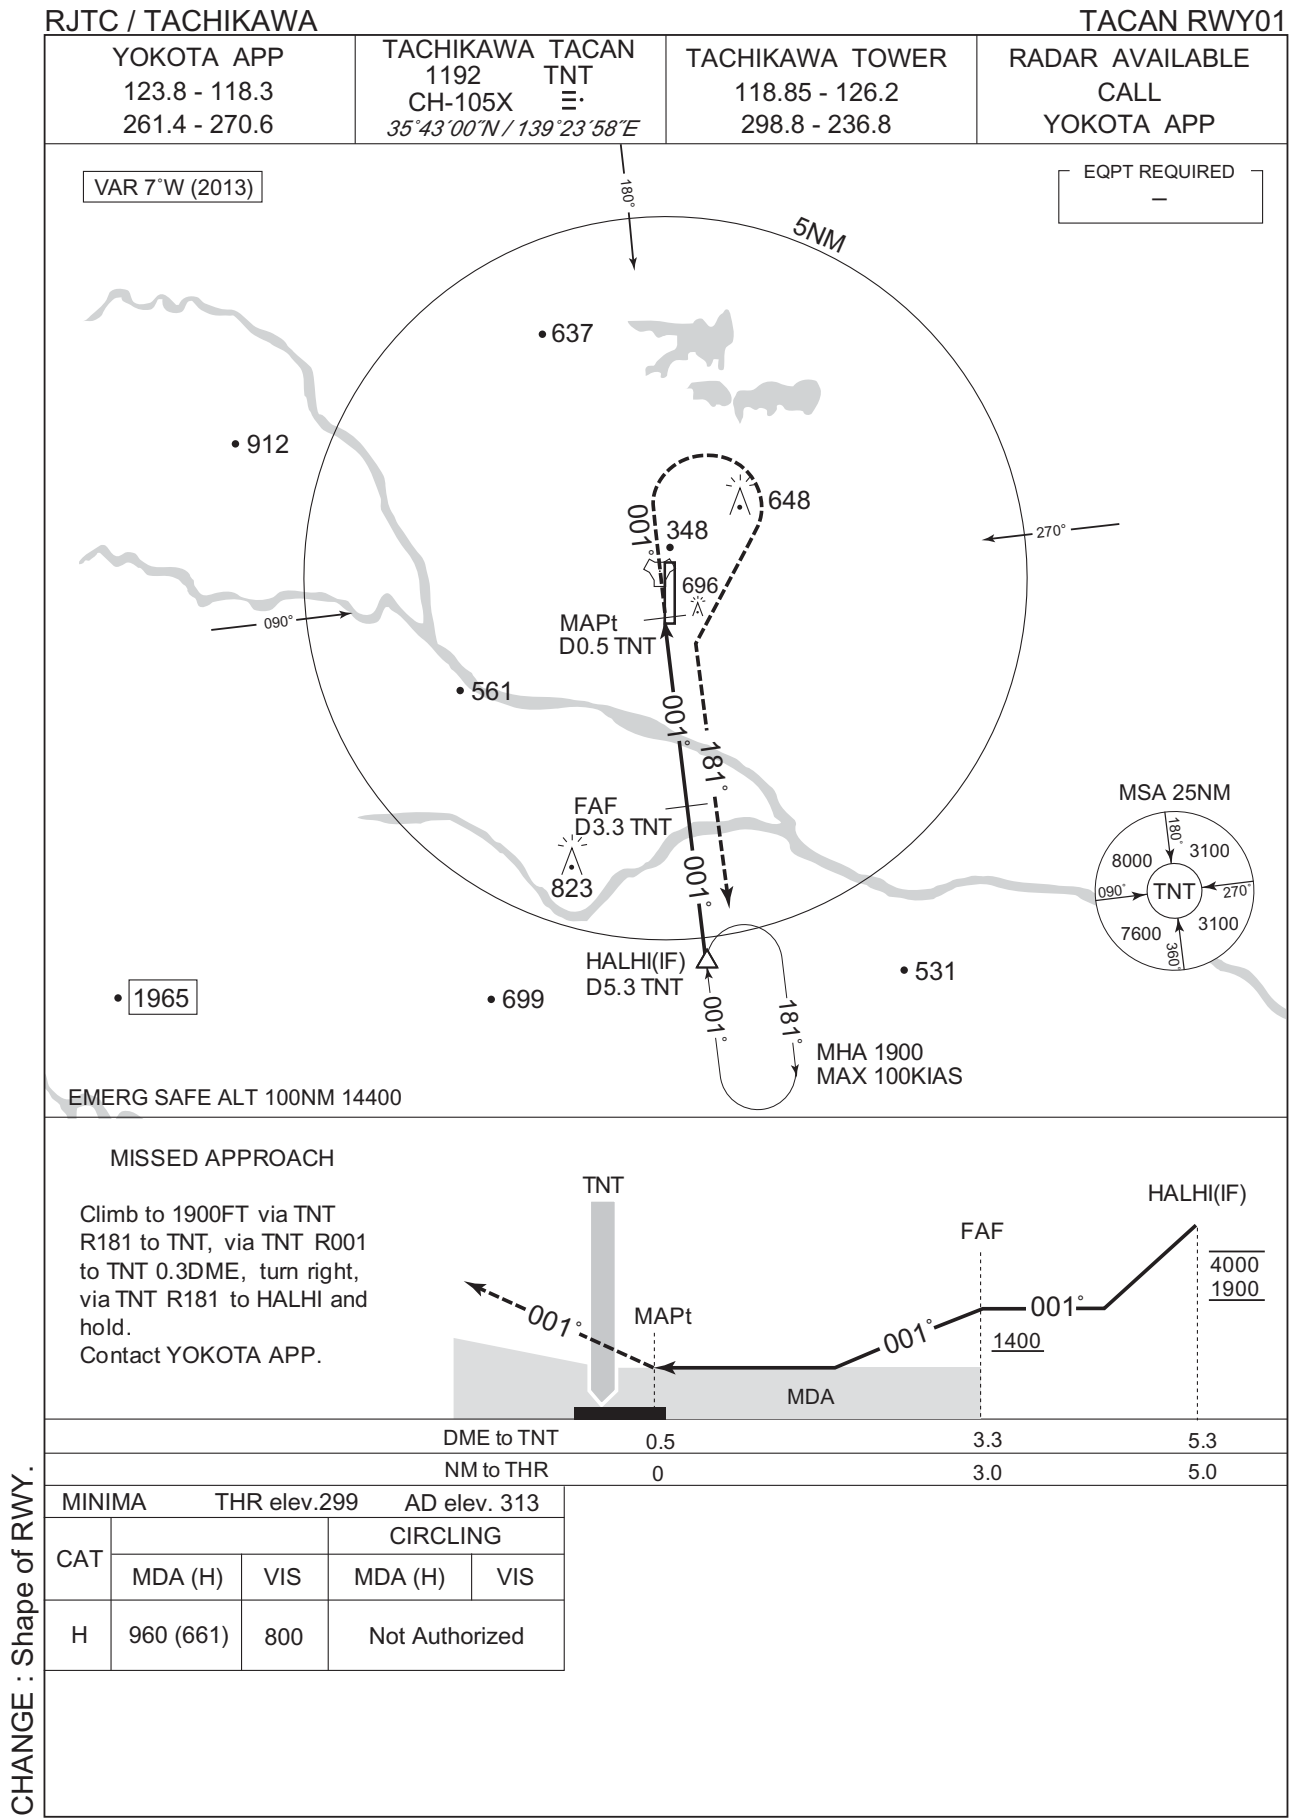 RJTC / TACHIKAWA
TACAN RWY01
YOKOTA APP
123.8 - 118.3
261.4 - 270.6
TACHIKAWA TACAN
1192 TNT
CH-105X
35°43′00″N / 139°23′58″E
TACHIKAWA TOWER
118.85 - 126.2
298.8 - 236.8
RADAR AVAILABLE
CALL
YOKOTA APP
VAR 7°W (2013)
EQPT REQUIRED
–
180°
5NM
637
912
648
001°
348
270°
696
090°
MAPt
D0.5 TNT
561
001°
181°
FAF
D3.3 TNT
823
001°
MSA 25NM
180°
8000
3100
090°
TNT
270°
7600
3100
360°
HALHI(IF)
D5.3 TNT
531
1965
699
001°
181°
MHA 1900
MAX 100KIAS
EMERG SAFE ALT 100NM 14400
MISSED APPROACH
Climb to 1900FT via TNT
R181 to TNT, via TNT R001
to TNT 0.3DME, turn right,
via TNT R181 to HALHI and
hold.
Contact YOKOTA APP.
TNT
HALHI(IF)
FAF
4000
1900
MAPt
001°
001°
001°
1400
MDA
DME to TNT 0.5 3.3 5.3
NM to THR 0 3.0 5.0
MINIMA THR elev.299 AD elev. 313
CAT
CIRCLING
MDA (H) VIS MDA (H) VIS
H 960 (661) 800 Not Authorized
CHANGE : Shape of RWY.